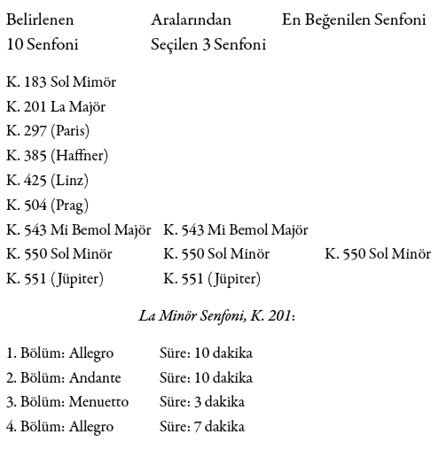 Belirlenen Aralarından En Beğenilen Senfoni
10 Senfoni Seçilen 3 Senfoni
K. 183 Sol Mimör
K. 201 La Majör
K. 297 (Paris)
K. 385 (Haffner)
K. 425 (Linz)
K. 504 (Prag)
K. 543 Mi Bemol Majör K. 543 Mi Bemol Majör
K. 550 Sol Minör K. 550 Sol Minör K. 550 Sol Minör
K. 551 (Jüpiter) K. 551 (Jüpiter)
La Minör Senfoni, K. 201:
1. Bölüm: Allegro Süre: 10 dakika
2. Bölüm: Andante Süre: 10 dakika
3. Bölüm: Menuetto Süre: 3 dakika
4. Bölüm: Allegro Süre: 7 dakika